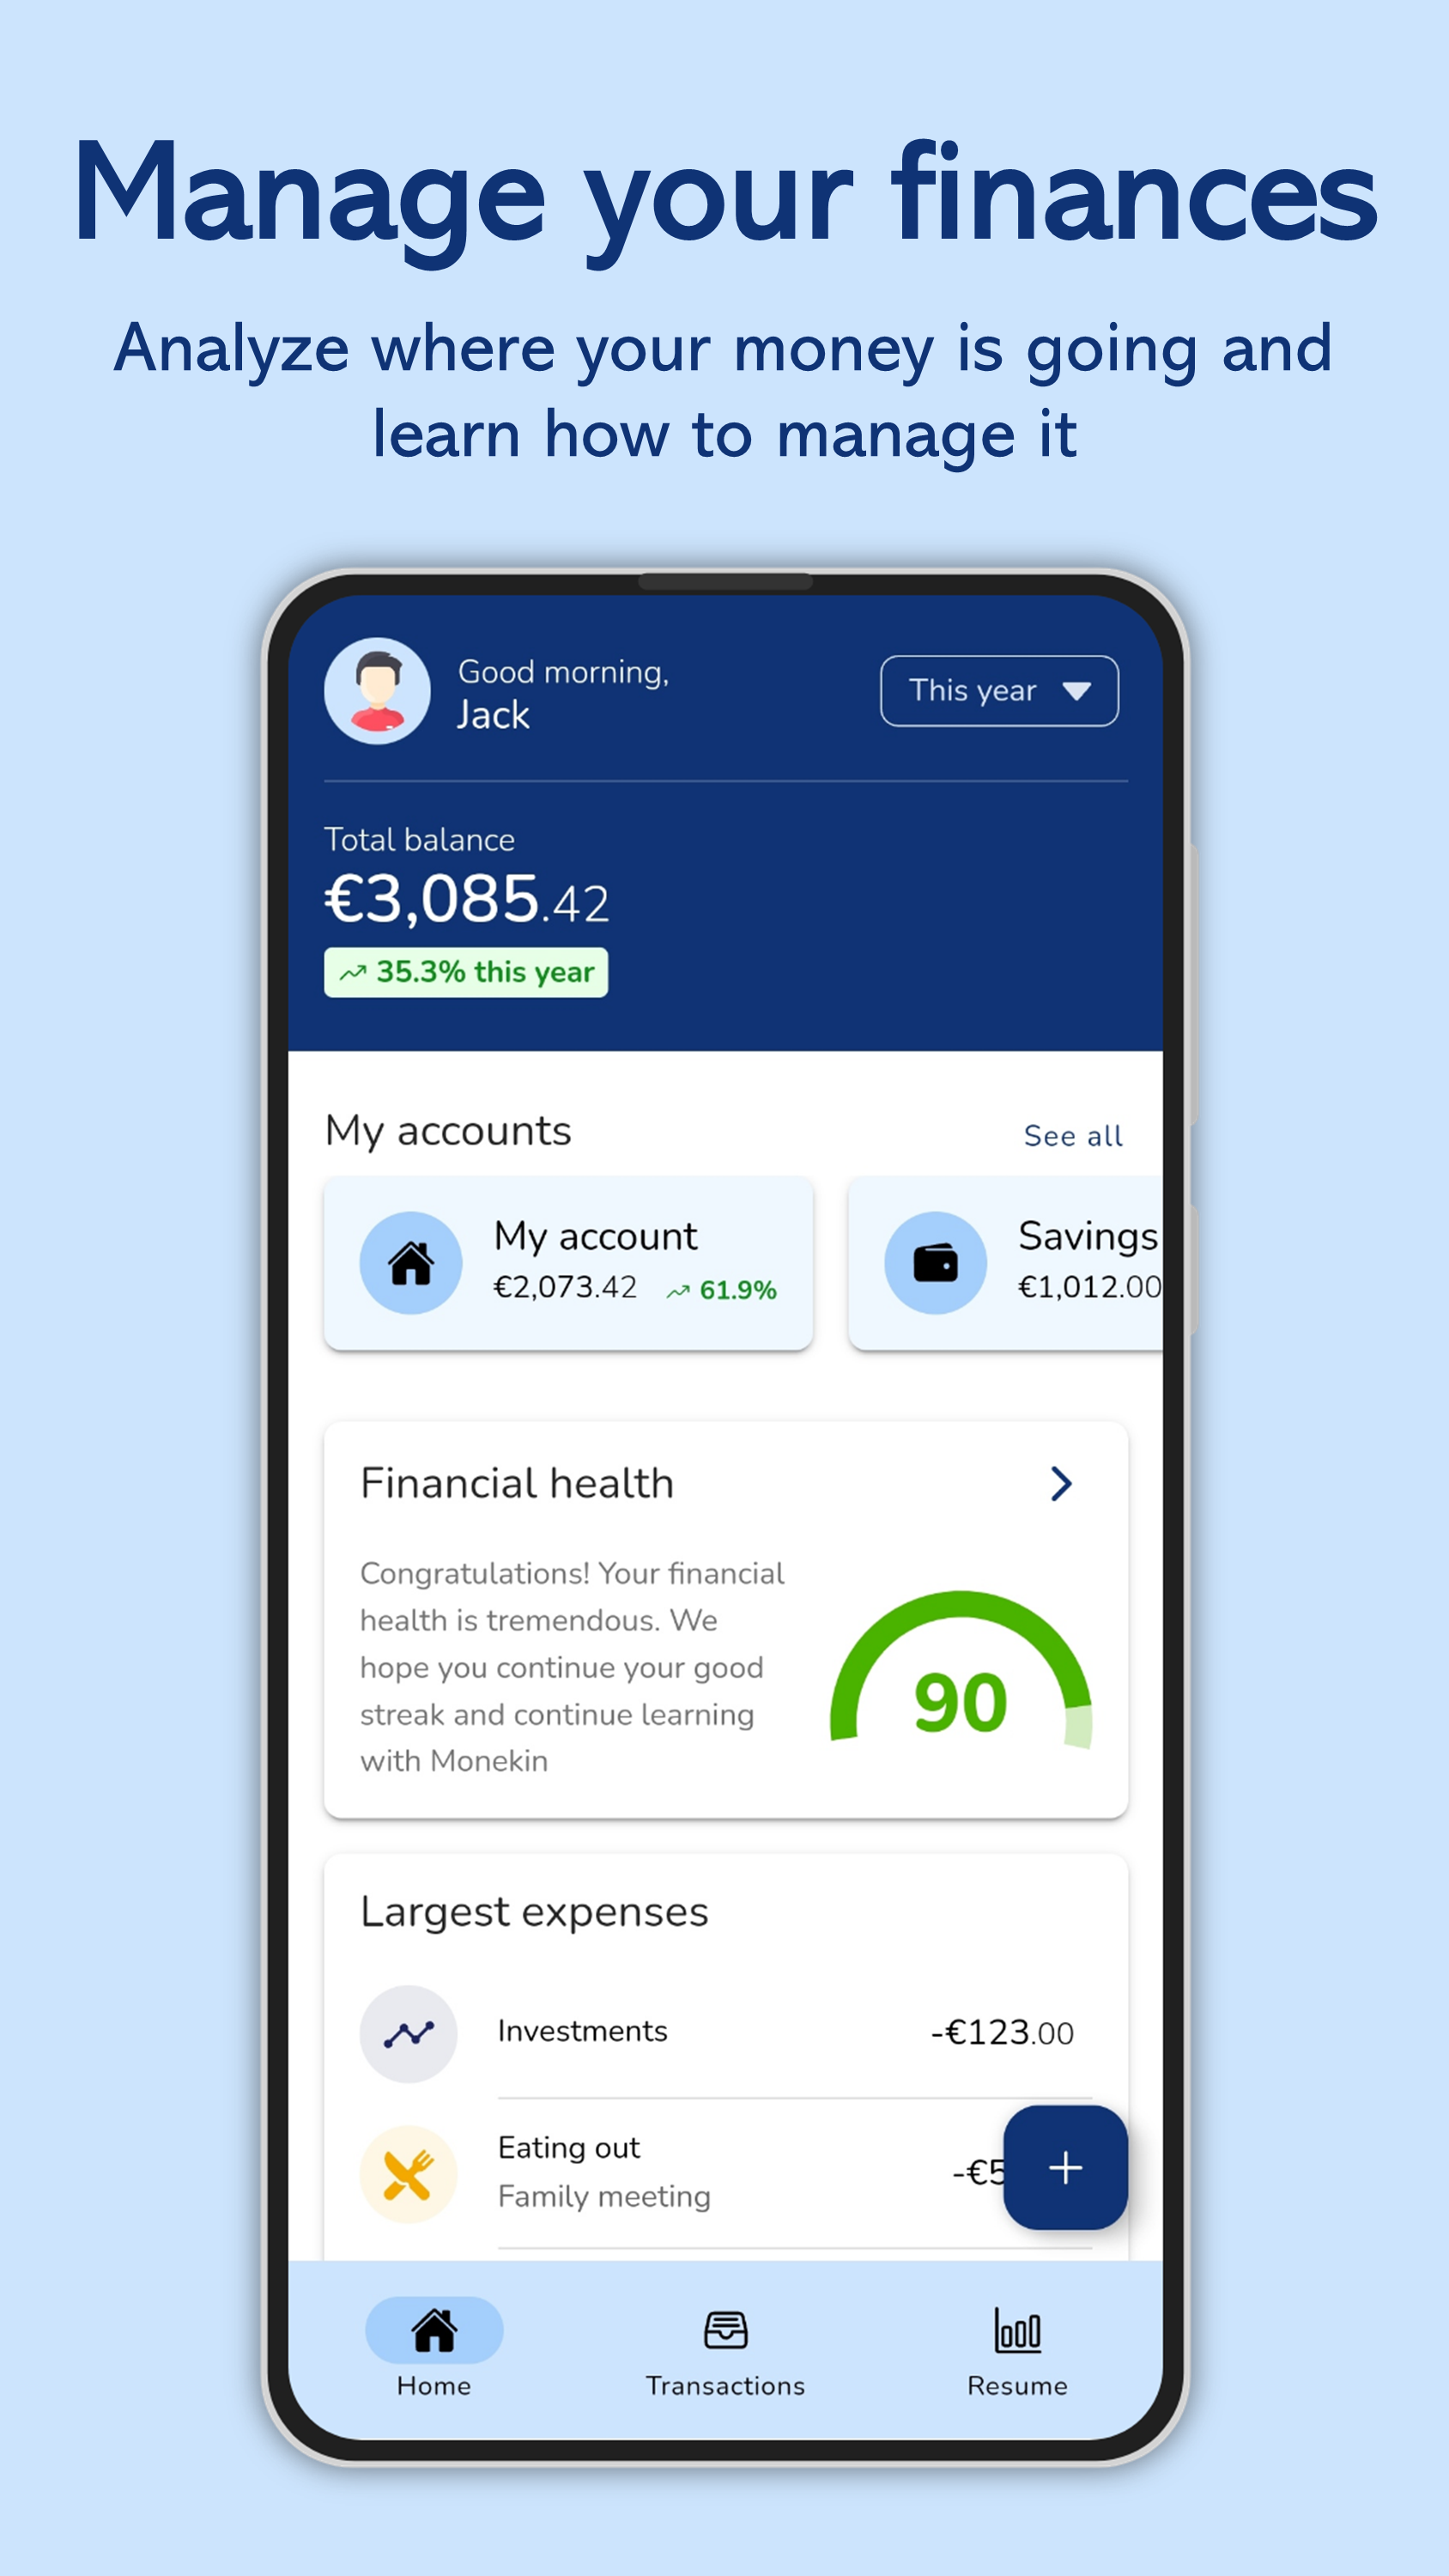 Manage your finances
Analyze where your money is going and
learn how to manage it
Good morning,
Jack
This year
Total balance
€3,085.42
35.3% this year
My accounts
See all
My account
€2,073.42
61.9%
Savings
€1,012.00
Financial health
Congratulations! Your financial
health is tremendous. We
hope you continue your good
streak and continue learning
with Monekin
90
Largest expenses
Investments
-€123.00
Eating out
Family meeting
-€5
+
Home
Transactions
Resume